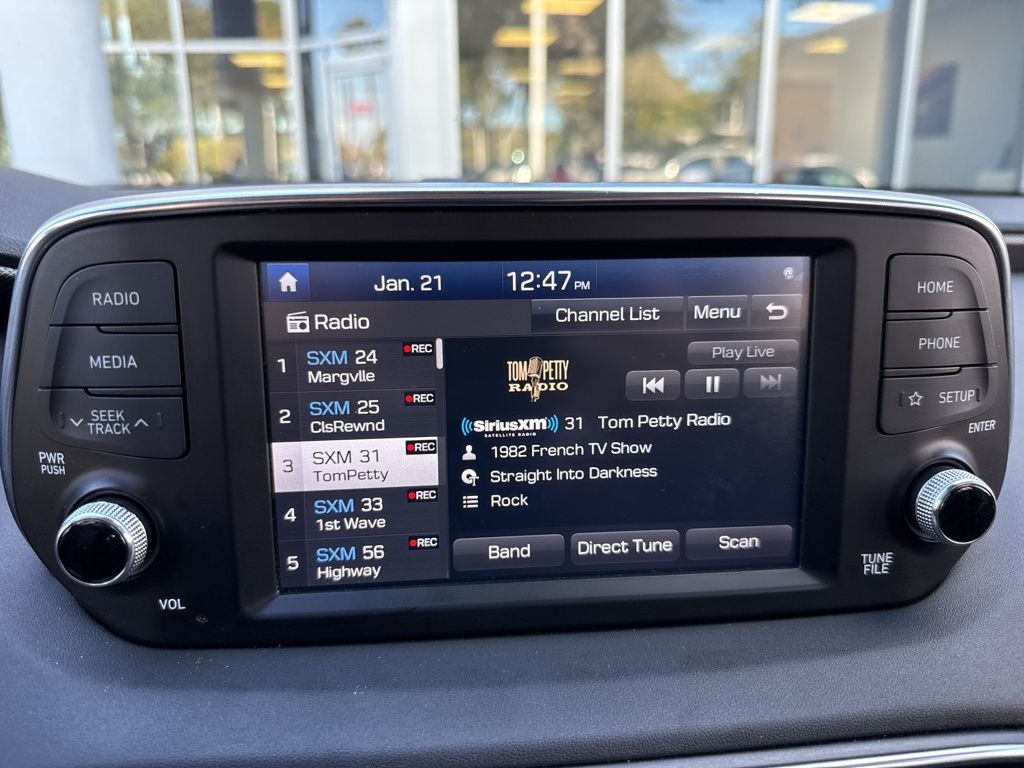 Jan. 21 12:47 PM
Radio
Channel List Menu
1 SXM 24 REC
Margvlle
2 SXM 25 REC
ClsRewnd
3 SXM 31 REC
TomPetty
4 SXM 33 REC
1st Wave
5 SXM 56 REC
Highway
TOM PETTY
RADIO
Play Live
SiriusXM 31 Tom Petty Radio
SATELLITE RADIO
1982 French TV Show
Straight Into Darkness
Rock
Band Direct Tune Scan
RADIO
MEDIA
SEEK
TRACK
PWR
PUSH
VOL
HOME
PHONE
SETUP
ENTER
TUNE
FILE